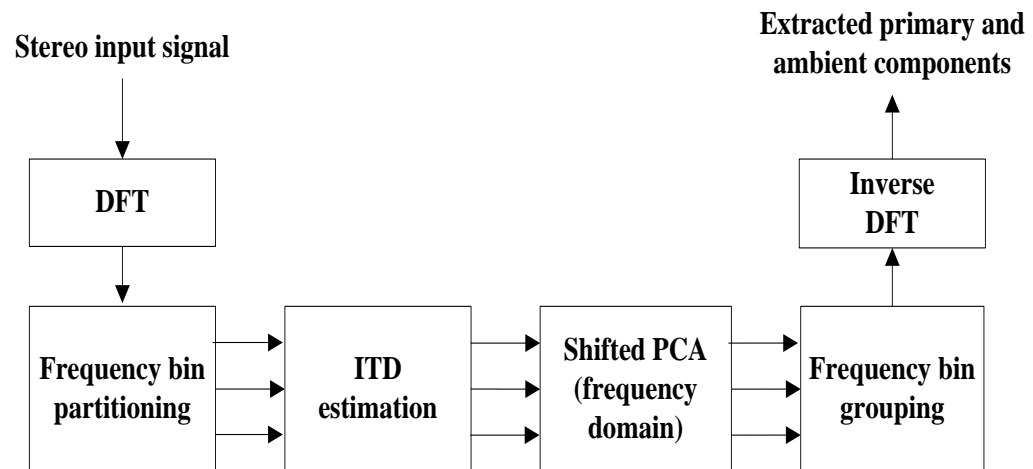 Stereo input signal
DFT
Frequency bin
partitioning
ITD
estimation
Shifted PCA
(frequency
domain)
Frequency bin
grouping
Inverse
DFT
Extracted primary and
ambient components